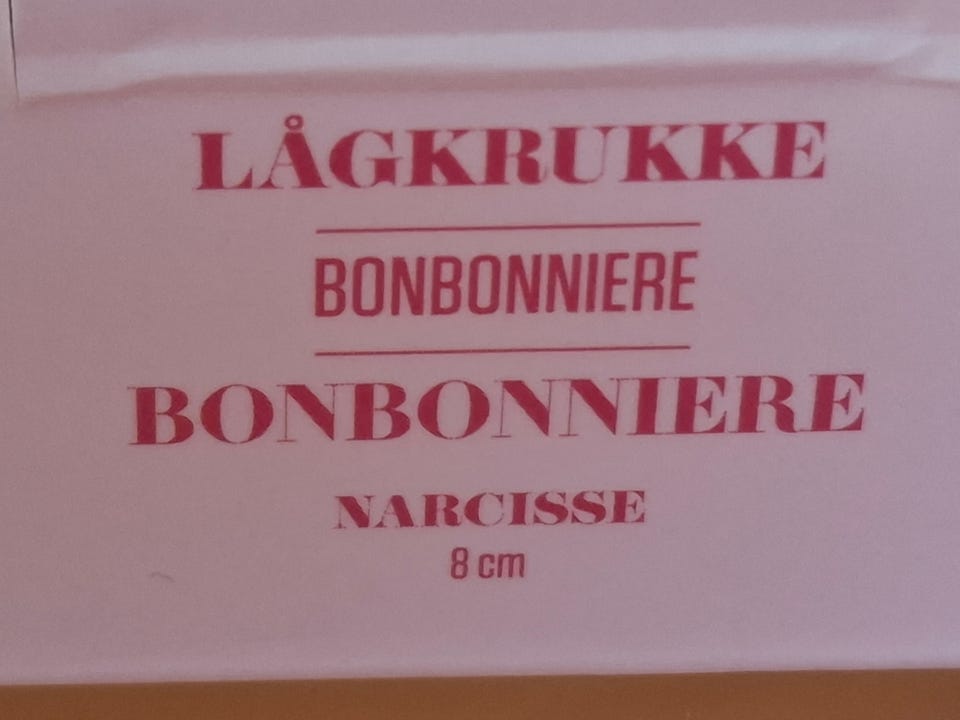 LÅGKRUKKE
BONBONNIERE
BONBONNIERE
NARCISSE
8 cm